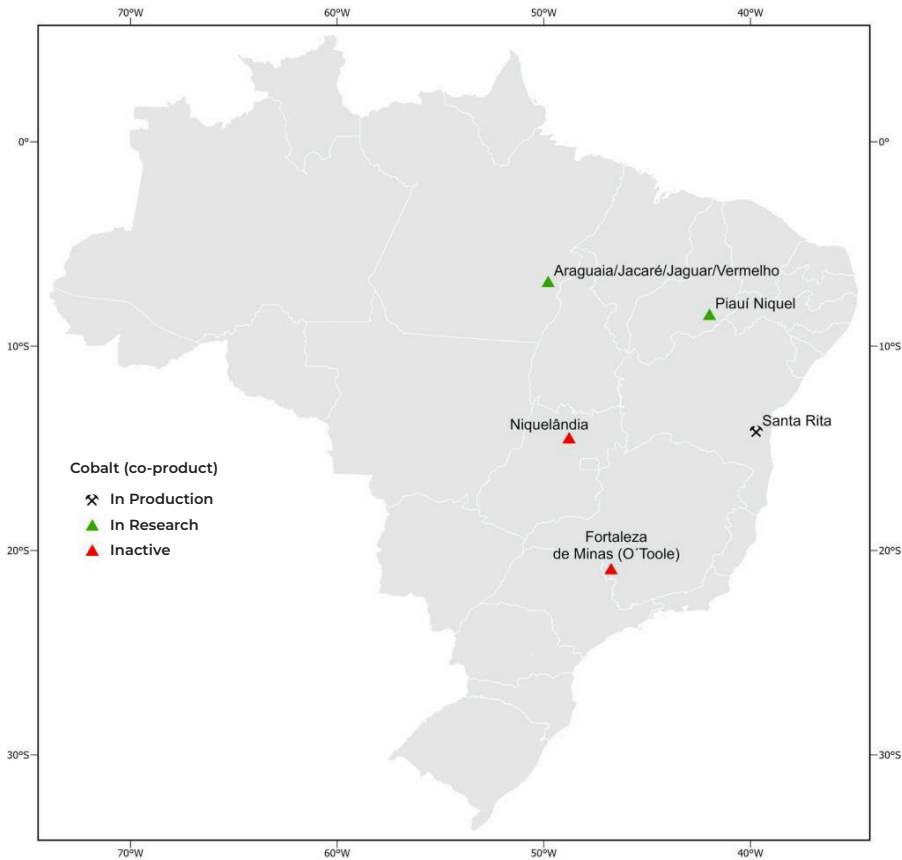 70°W 60°W 50°W 40°W
0° 0°
Araguaia/Jacaré/Jaguar/Vermelho
Piauí Niquel
10°S 10°S
Santa Rita
Niquelândia
Cobalt (co-product)
In Production
In Research
Inactive
20°S 20°S
Fortaleza
de Minas (O´Toole)
30°S 30°S
70°W 60°W 50°W 40°W